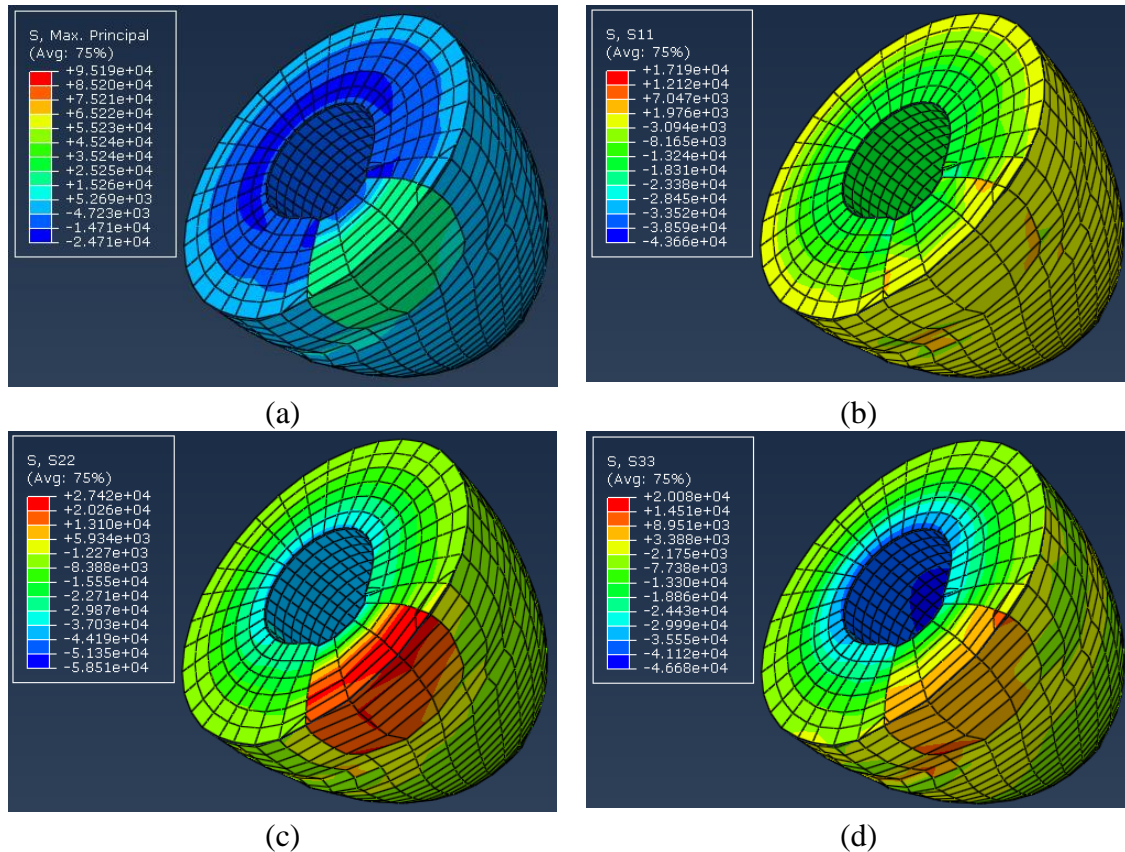 S, Max. Principal
(Avg: 75%)
+9.519e+04
+8.520e+04
+7.521e+04
+6.522e+04
+5.523e+04
+4.524e+04
+3.524e+04
+2.525e+04
+1.526e+04
+5.269e+03
-4.723e+03
-1.471e+04
-2.471e+04
(a)
S, S11
(Avg: 75%)
+1.719e+04
+1.212e+04
+7.047e+03
+1.976e+03
-3.094e+03
-8.165e+03
-1.324e+04
-1.831e+04
-2.338e+04
-2.845e+04
-3.352e+04
-3.859e+04
-4.366e+04
(b)
S, S22
(Avg: 75%)
+2.742e+04
+2.026e+04
+1.310e+04
+5.934e+03
-1.227e+03
-8.388e+03
-1.555e+04
-2.271e+04
-2.987e+04
-3.703e+04
-4.419e+04
-5.135e+04
-5.851e+04
(c)
S, S33
(Avg: 75%)
+2.008e+04
+1.451e+04
+8.951e+03
+3.388e+03
-2.175e+03
-7.738e+03
-1.330e+04
-1.886e+04
-2.443e+04
-2.999e+04
-3.555e+04
-4.112e+04
-4.668e+04
(d)